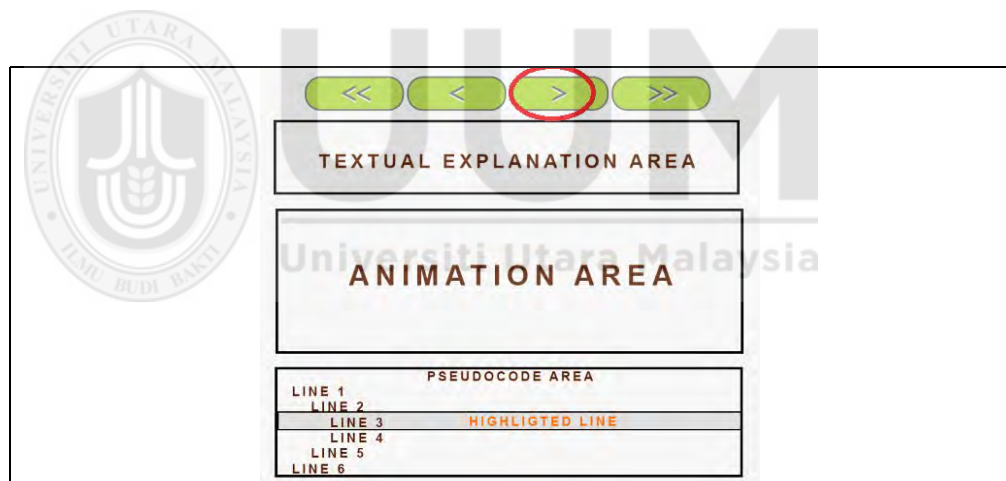 UNIVERSITI UTARA MALAYSIA
ILMU BUDI BAKTI
UUM
Universiti Utara Malaysia
<< < > >>
TEXTUAL EXPLANATION AREA
ANIMATION AREA
PSEUDOCODE AREA
LINE 1
LINE 2
LINE 3 HIGHLIGTED LINE
LINE 4
LINE 5
LINE 6